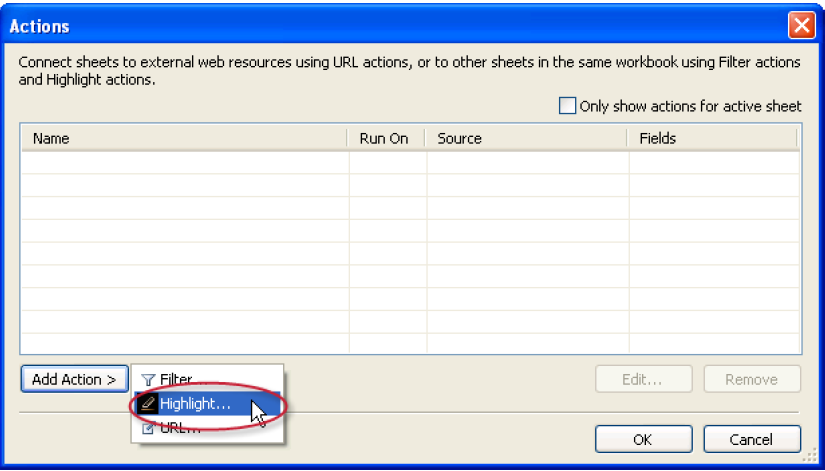 Actions
Connect sheets to external web resources using URL actions, or to other sheets in the same workbook using Filter actions
and Highlight actions.
Only show actions for active sheet
Name Run On Source Fields
Add Action > Filter... Edit... Remove
Highlight...
URL...
OK Cancel